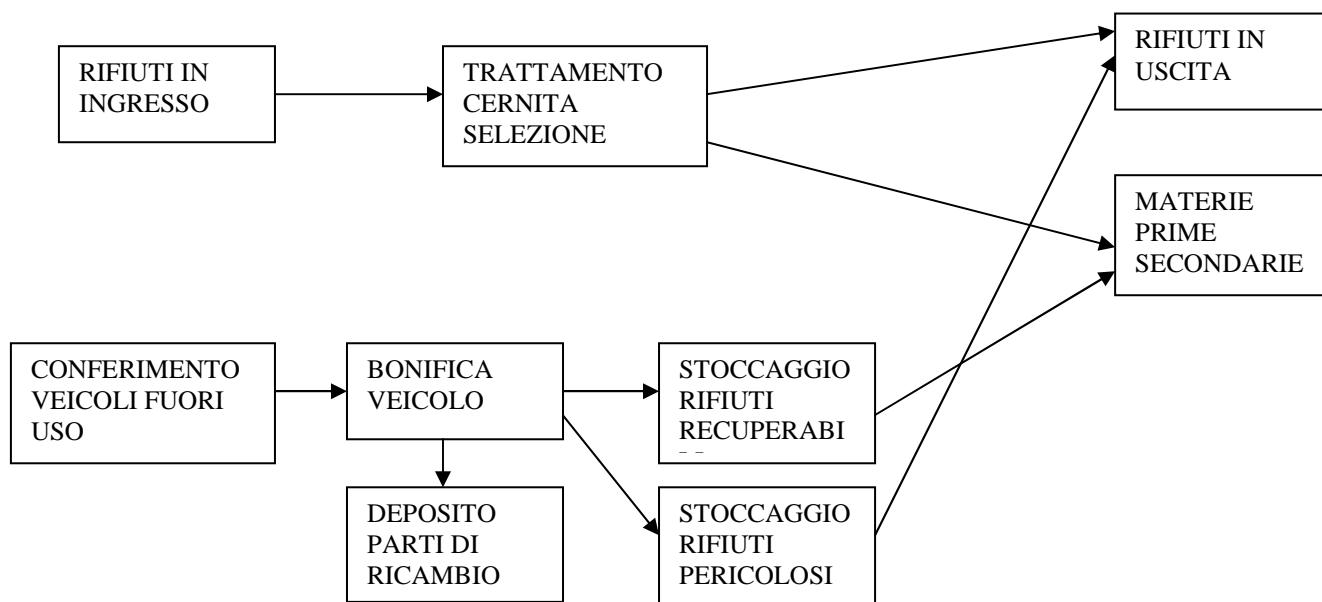 RIFIUTI IN
INGRESSO
TRATTAMENTO
CERNITA
SELEZIONE
RIFIUTI IN
USCITA
MATERIE
PRIME
SECONDARIE
CONFERIMENTO
VEICOLI FUORI
USO
BONIFICA
VEICOLO
STOCCAGGIO
RIFIUTI
RECUPERABI
DEPOSITO
PARTI DI
RICAMBIO
STOCCAGGIO
RIFIUTI
PERICOLOSI